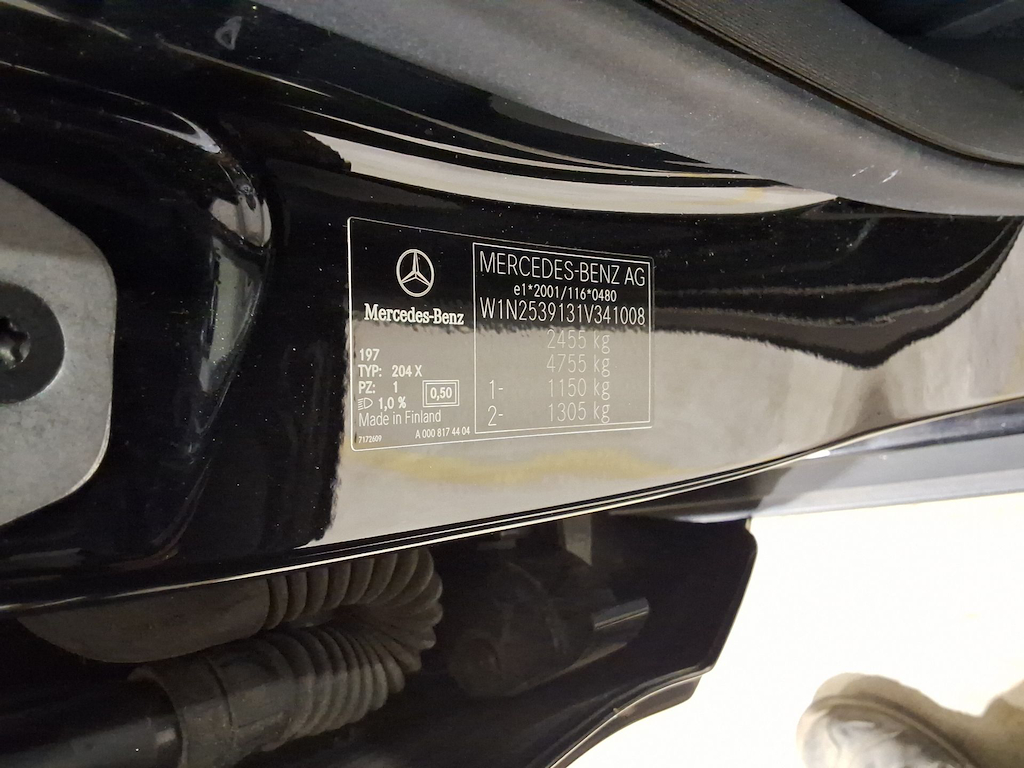 Mercedes-Benz
197
TYP: 204 X
PZ: 1
0,50
1,0 %
Made in Finland
7172609 A 000 817 44 04
MERCEDES-BENZ AG
e1*2001/116*0480
W1N2539131V341008
2455 kg
4755 kg
1- 1150 kg
2- 1305 kg